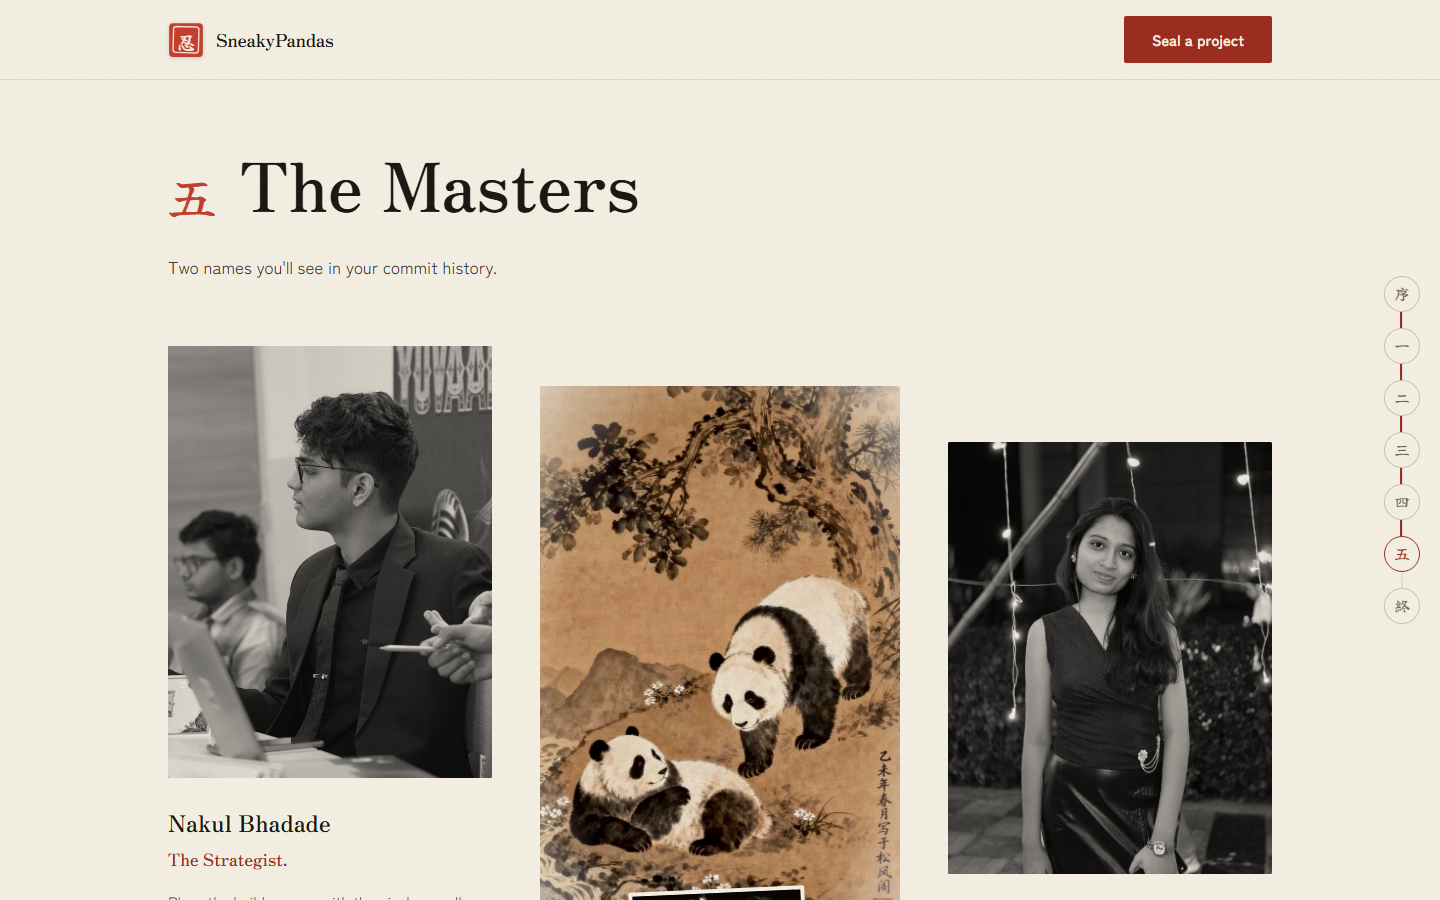 忍 SneakyPandas
Seal a project
五 The Masters
Two names you'll see in your commit history.
序
一
二
三
四
五
終
乙未年春月写于松风阁
Nakul Bhadade
The Strategist.